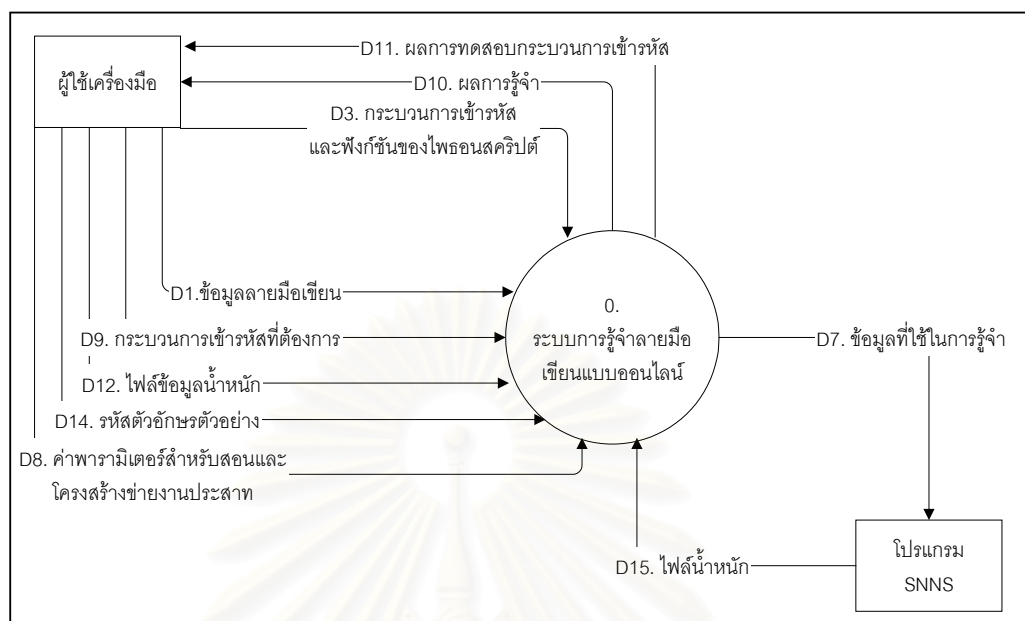 D11. ผลการทดสอบกระบวนการเข้ารหัส
ผู้ใช้เครื่องมือ
D10. ผลการรู้จำ
D3. กระบวนการเข้ารหัส
และฟังก์ชันของไพธอนสคริปต์
D1.ข้อมูลลายมือเขียน
0.
ระบบการรู้จำลายมือ
เขียนแบบออนไลน์
D9. กระบวนการเข้ารหัสที่ต้องการ
D7. ข้อมูลที่ใช้ในการรู้จำ
D12. ไฟล์ข้อมูลน้ำหนัก
D14. รหัสตัวอักษรตัวอย่าง
D8. ค่าพารามิเตอร์สำหรับสอนและ
โครงสร้างข่ายงานประสาท
D15. ไฟล์น้ำหนัก
โปรแกรม
SNNS